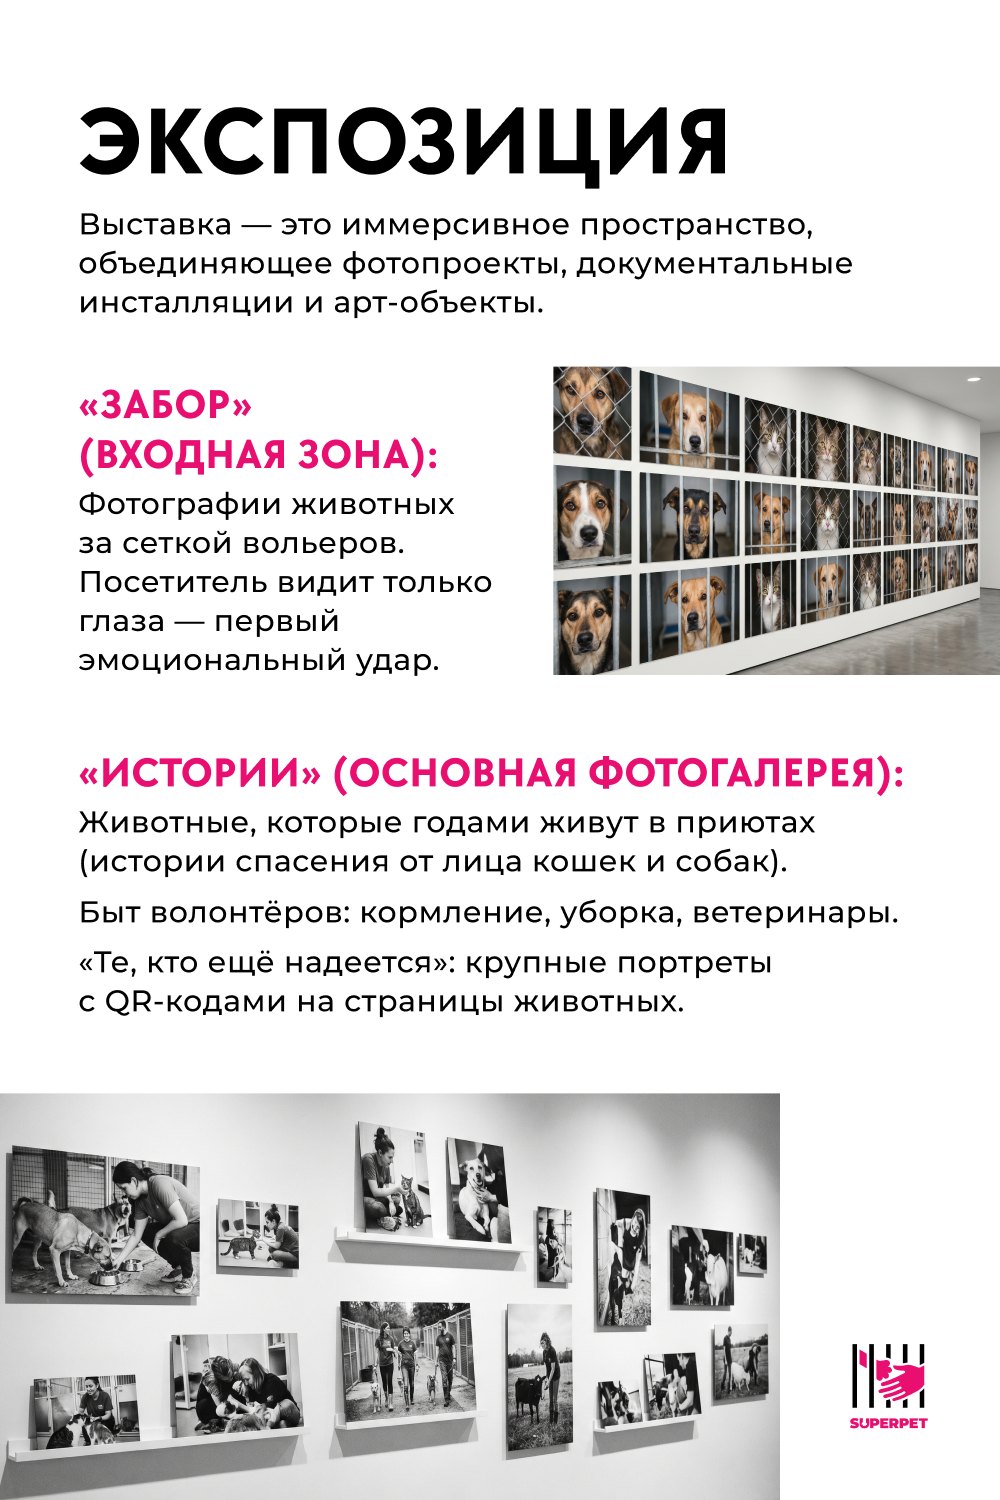 ЭКСПОЗИЦИЯ
Выставка — это иммерсивное пространство,
объединяющее фотопроекты, документальные
инсталляции и арт-объекты.
«ЗАБОР»
(ВХОДНАЯ ЗОНА):
Фотографии животных
за сеткой вольеров.
Посетитель видит только
глаза — первый
эмоциональный удар.
«ИСТОРИИ» (ОСНОВНАЯ ФОТОГАЛЕРЕЯ):
Животные, которые годами живут в приютах
(истории спасения от лица кошек и собак).
Быт волонтёров: кормление, уборка, ветеринары.
«Те, кто ещё надеется»: крупные портреты
с QR-кодами на страницы животных.
SUPERPET